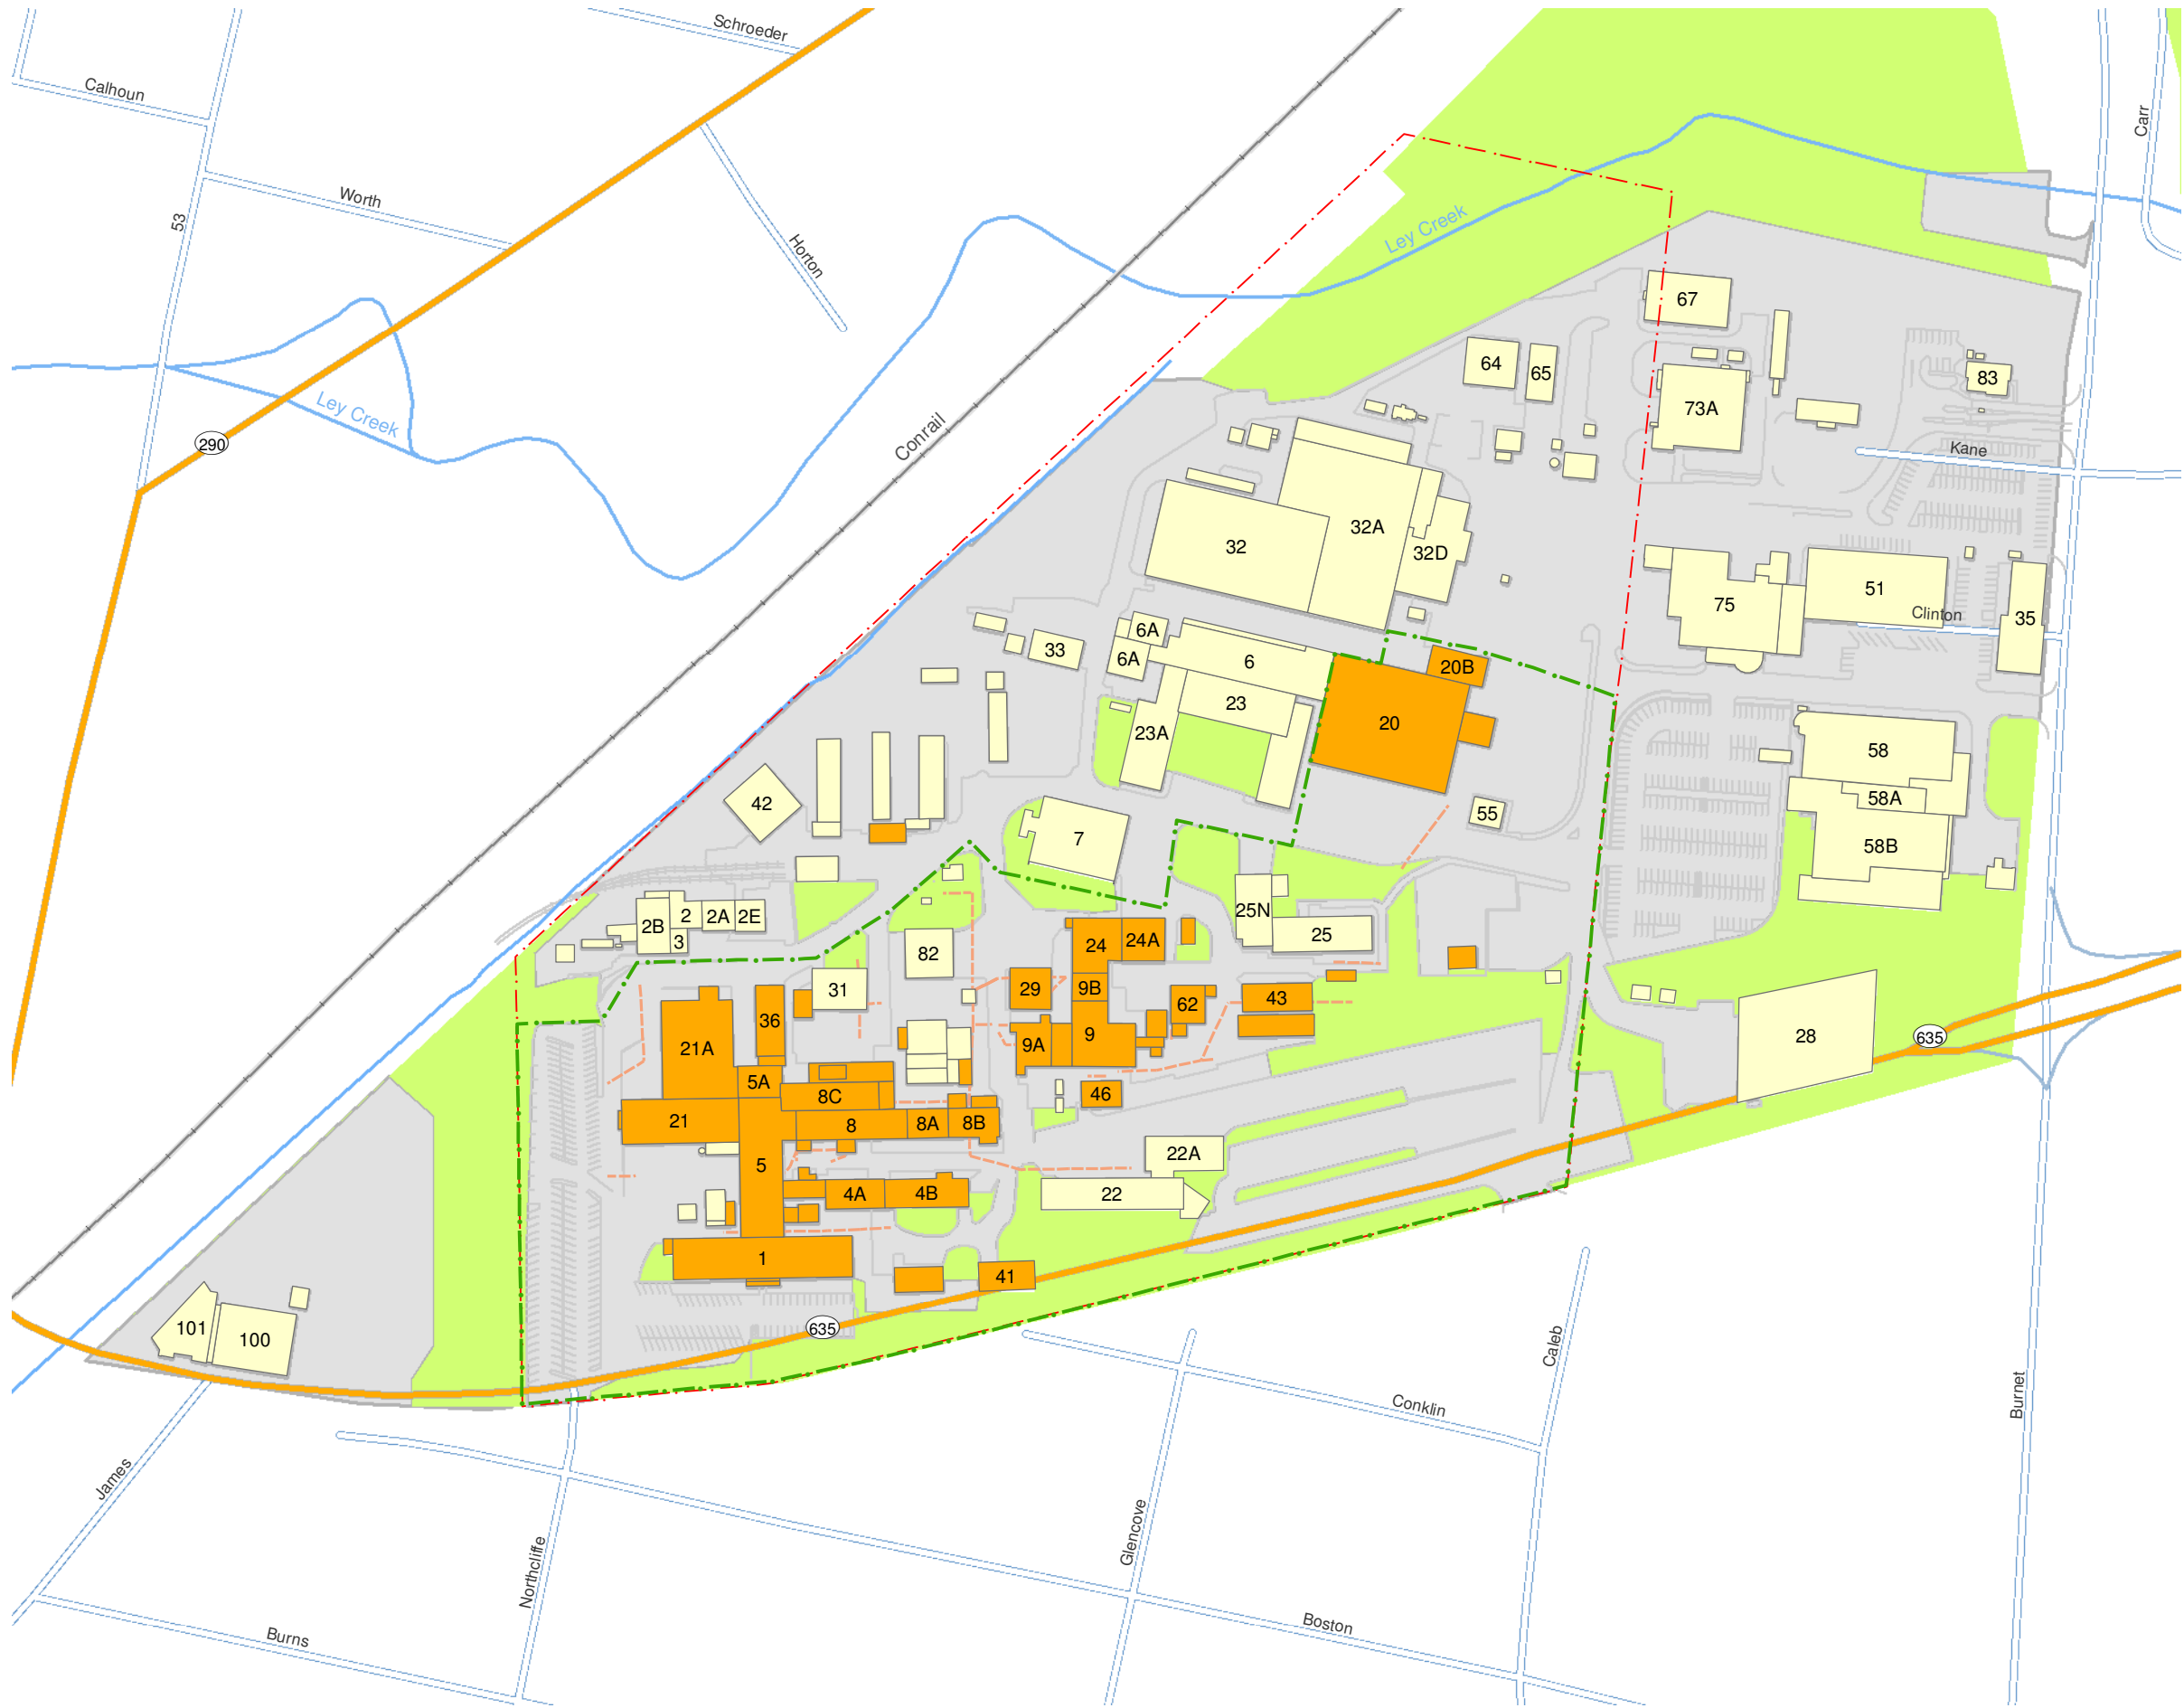 Schroeder
Calhoun
Carr
Worth
53
Horton
Ley Creek
67
64
65
83
73A
Ley Creek
290
Conrail
Kane
32A
32
32D
51
75
Clinton
35
6A
33
6A
6
20B
23
20
23A
58
42
58A
55
7
58B
2B
2
2A
2E
3
25N
25
24
24A
82
31
29
9B
43
62
36
9
9A
21A
28
635
5A
8C
46
21
8
8A
8B
22A
5
4A
4B
22
1
41
635
101
100
Caleb
Conklin
Burnet
James
Glencove
Northcliffe
Boston
Burns